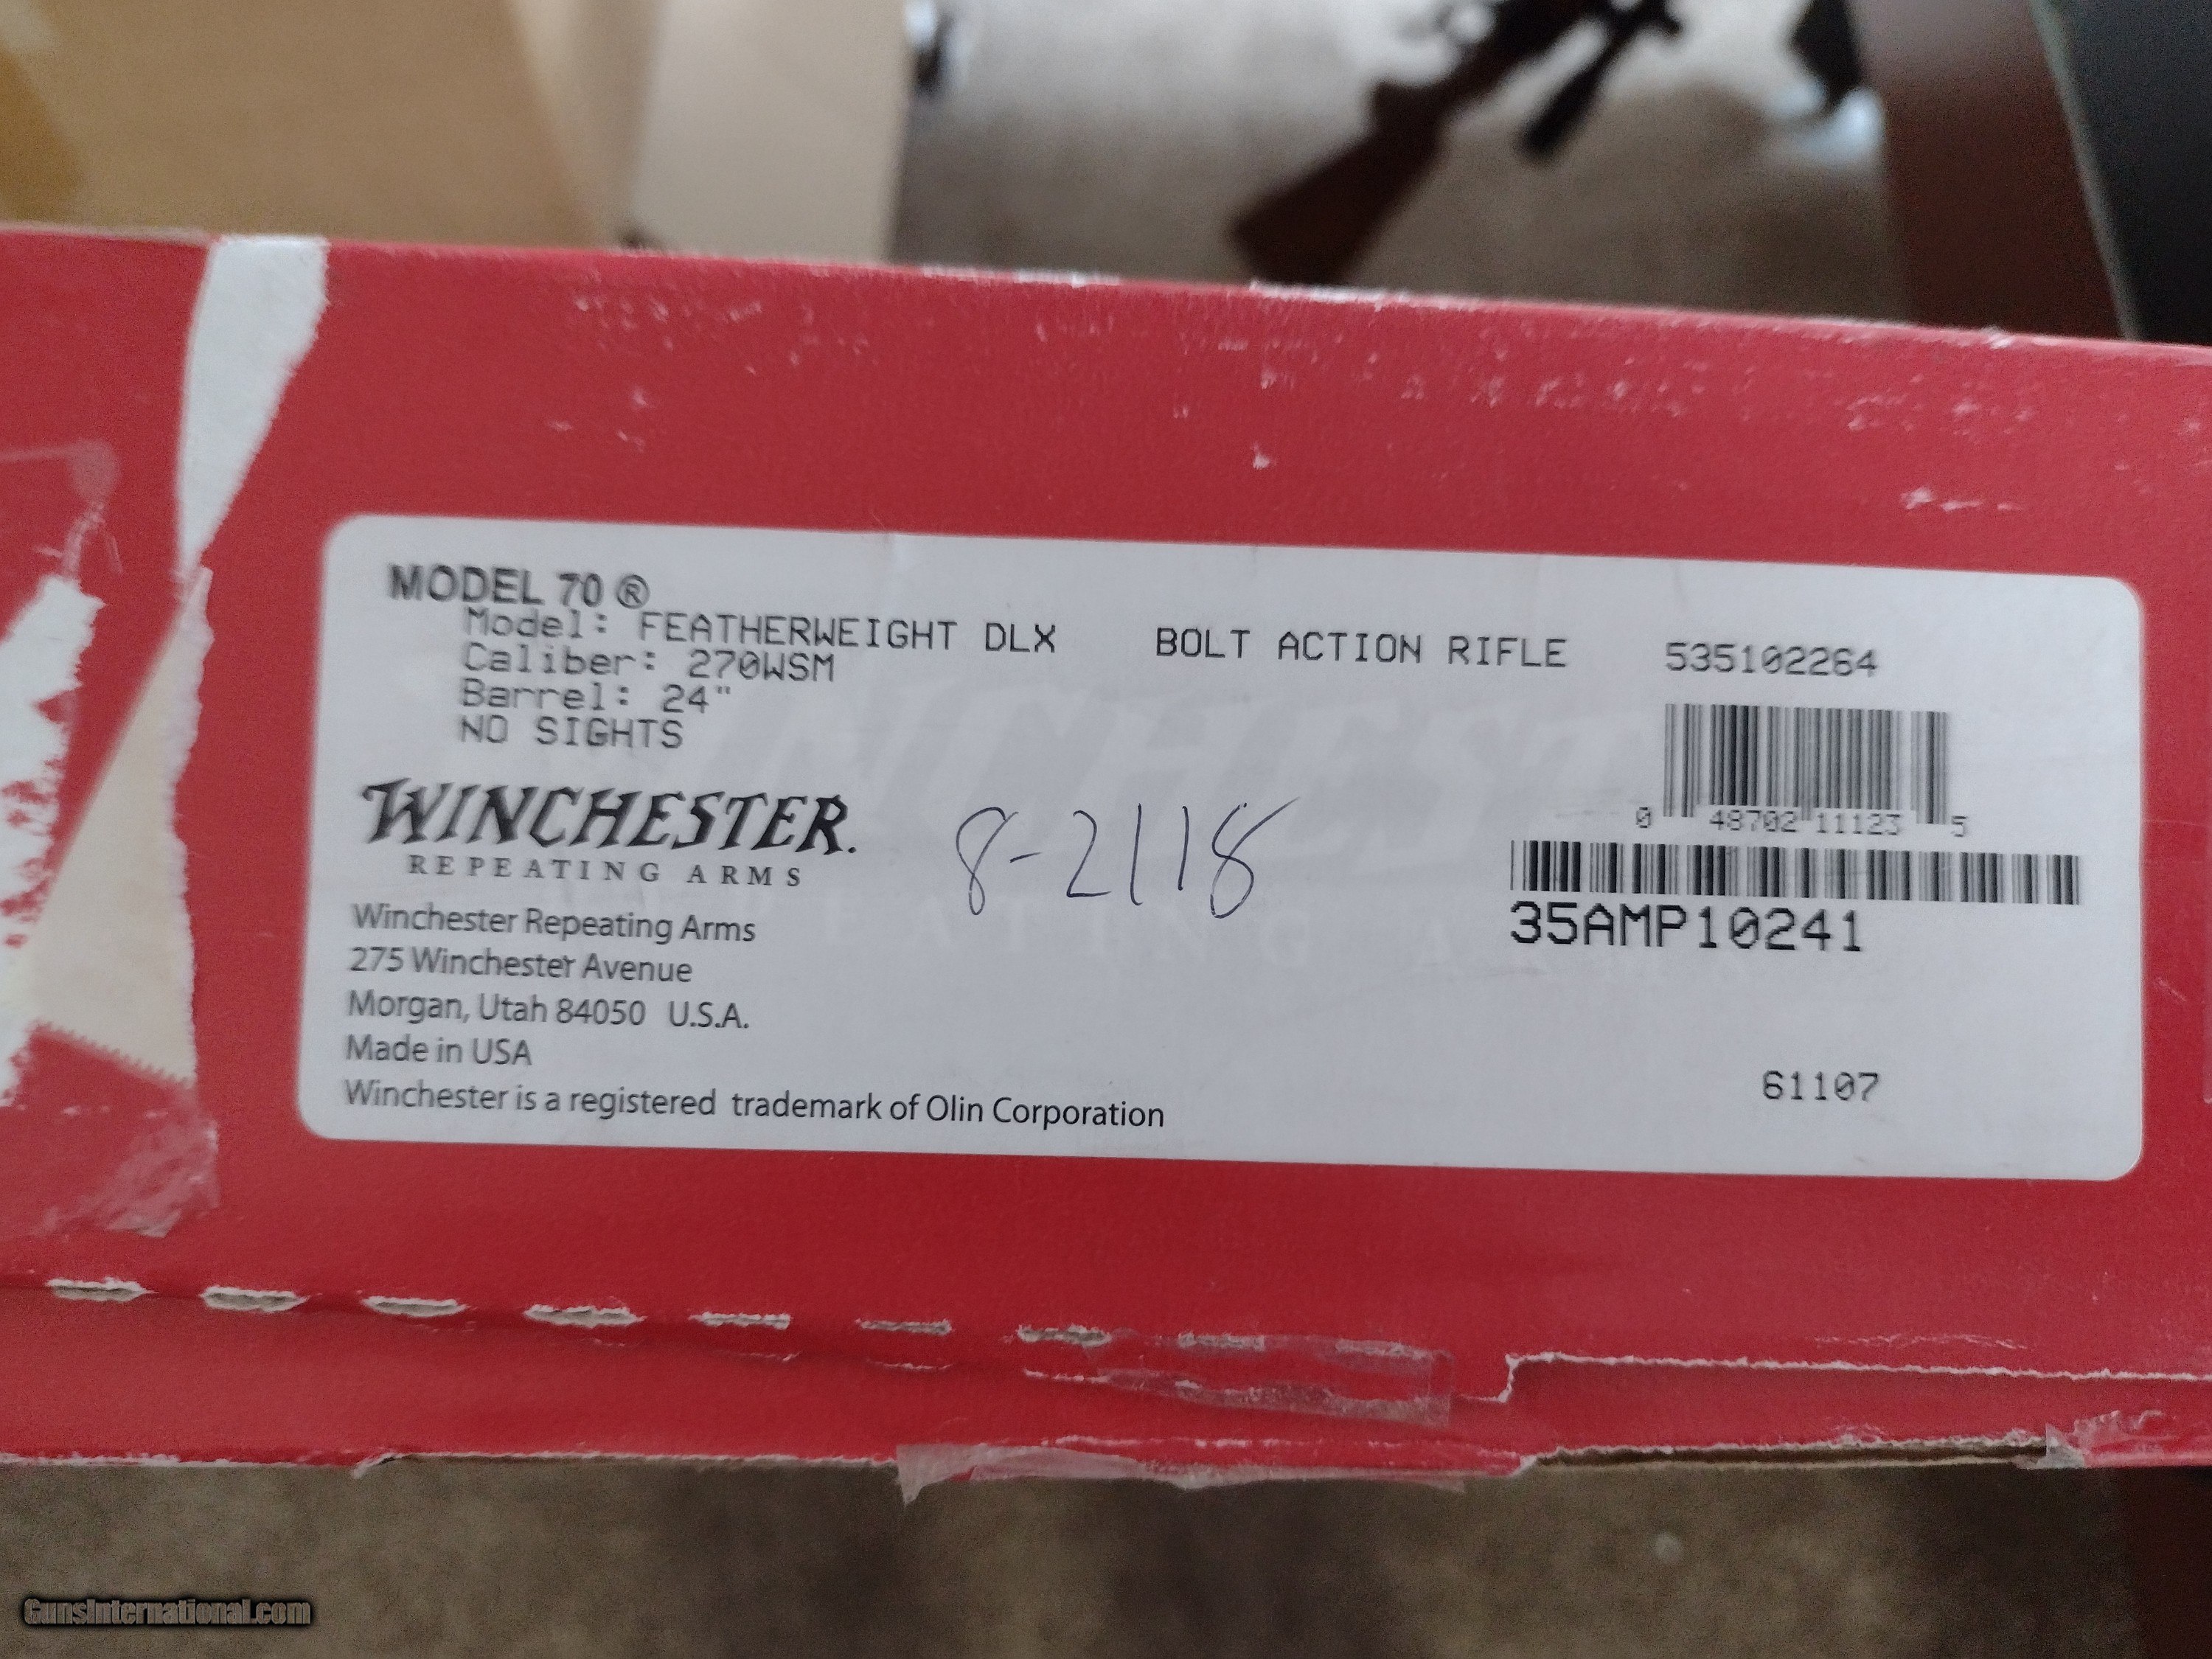 MODEL 70 ®
Model: FEATHERWEIGHT DLX BOLT ACTION RIFLE 535102264
Caliber: 270WSM
Barrel: 24"
NO SIGHTS
0 48702 11123 5
WINCHESTER.
REPEATING ARMS
8-2118
35AMP10241
Winchester Repeating Arms
275 Winchester Avenue
Morgan, Utah 84050 U.S.A.
Made in USA
Winchester is a registered trademark of Olin Corporation
61107
GunsInternational.com